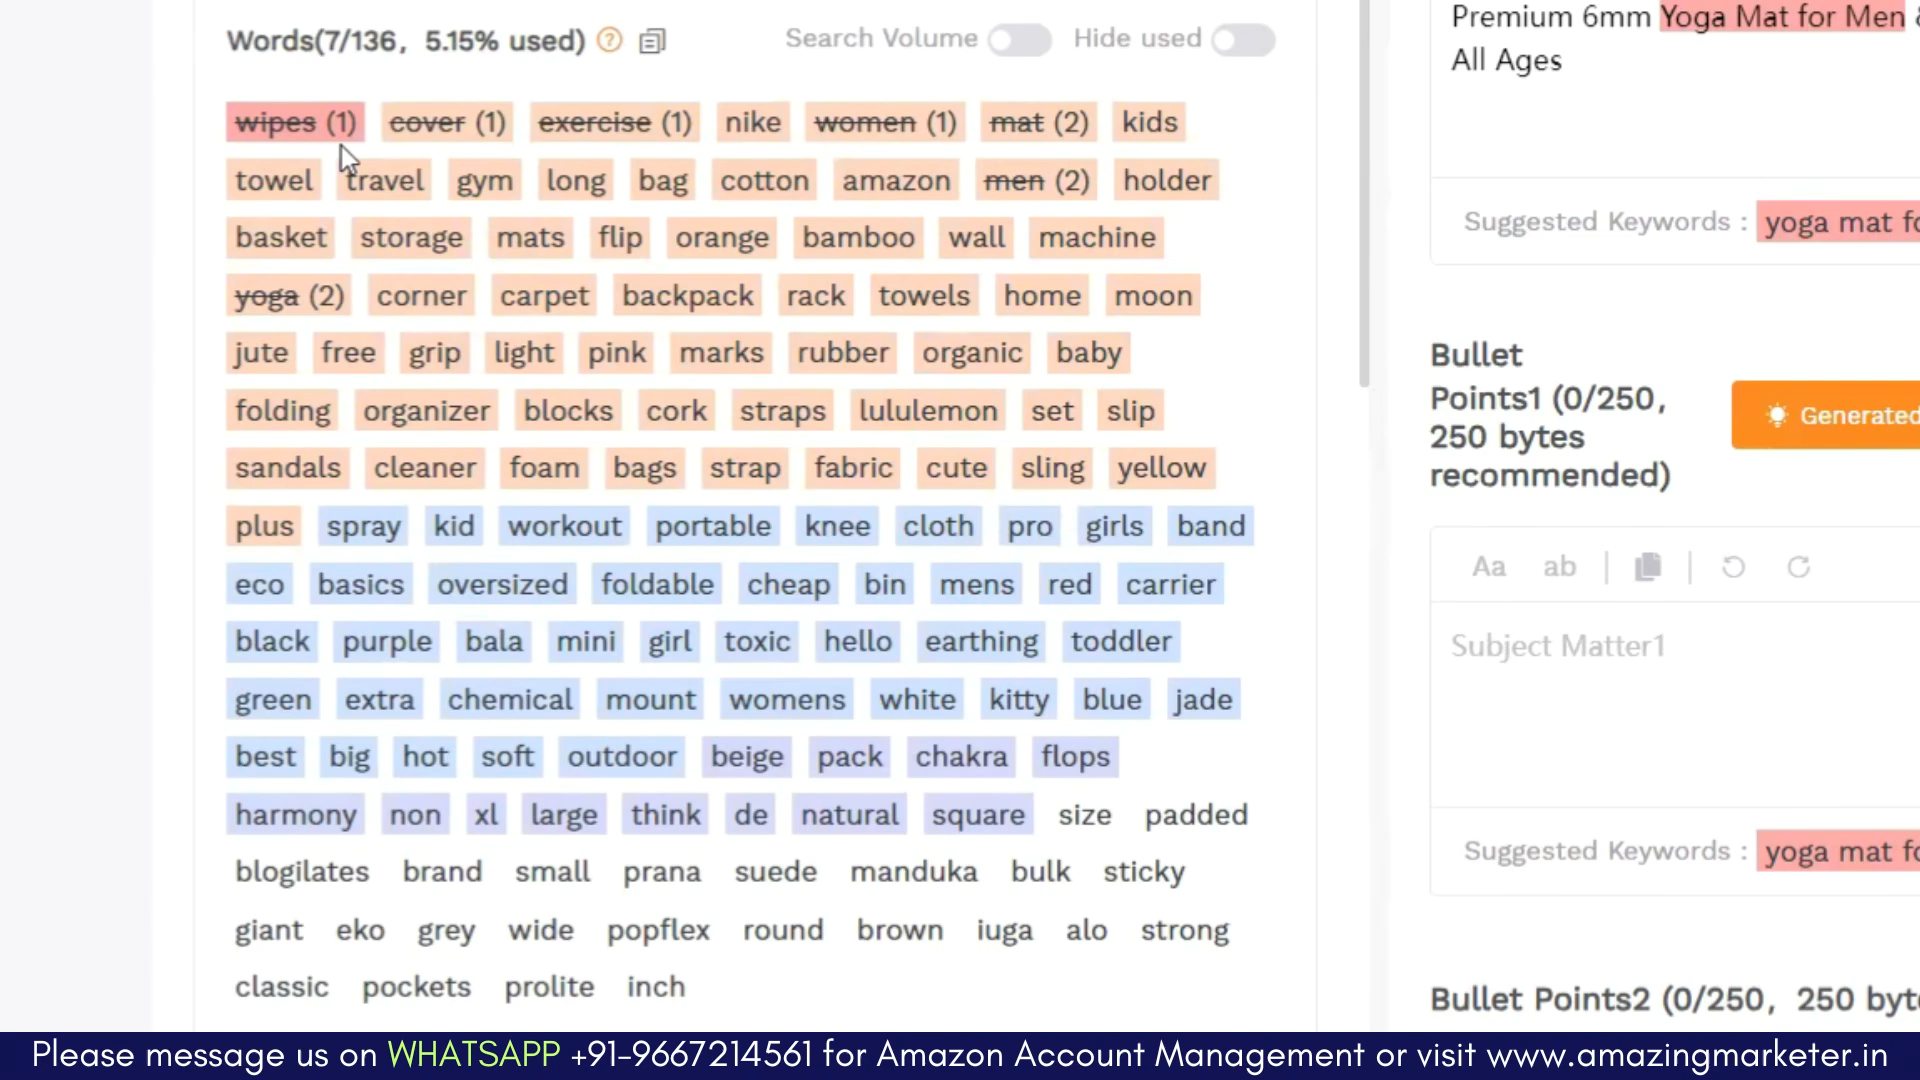 Words(7/136, 5.15% used)
Search Volume
Hide used
wipes (1) cover (1) exercise (1) nike women (1) mat (2) kids
towel travel gym long bag cotton amazon men (2) holder
basket storage mats flip orange bamboo wall machine
yoga (2) corner carpet backpack rack towels home moon
jute free grip light pink marks rubber organic baby
folding organizer blocks cork straps lululemon set slip
sandals cleaner foam bags strap fabric cute sling yellow
plus spray kid workout portable knee cloth pro girls band
eco basics oversized foldable cheap bin mens red carrier
black purple bala mini girl toxic hello earthing toddler
green extra chemical mount womens white kitty blue jade
best big hot soft outdoor beige pack chakra flops
harmony non xl large think de natural square size padded
blogilates brand small prana suede manduka bulk sticky
giant eko grey wide popflex round brown iuga alo strong
classic pockets prolite inch
Premium 6mm Yoga Mat for Men
All Ages
Suggested Keywords : yoga mat
Bullet
Points1 (0/250,
250 bytes
recommended)
Generated
Aa ab
Subject Matter1
Suggested Keywords : yoga mat
Bullet Points2 (0/250, 250
Please message us on WHATSAPP +91-9667214561 for Amazon Account Management or visit www.amazingmarketer.in